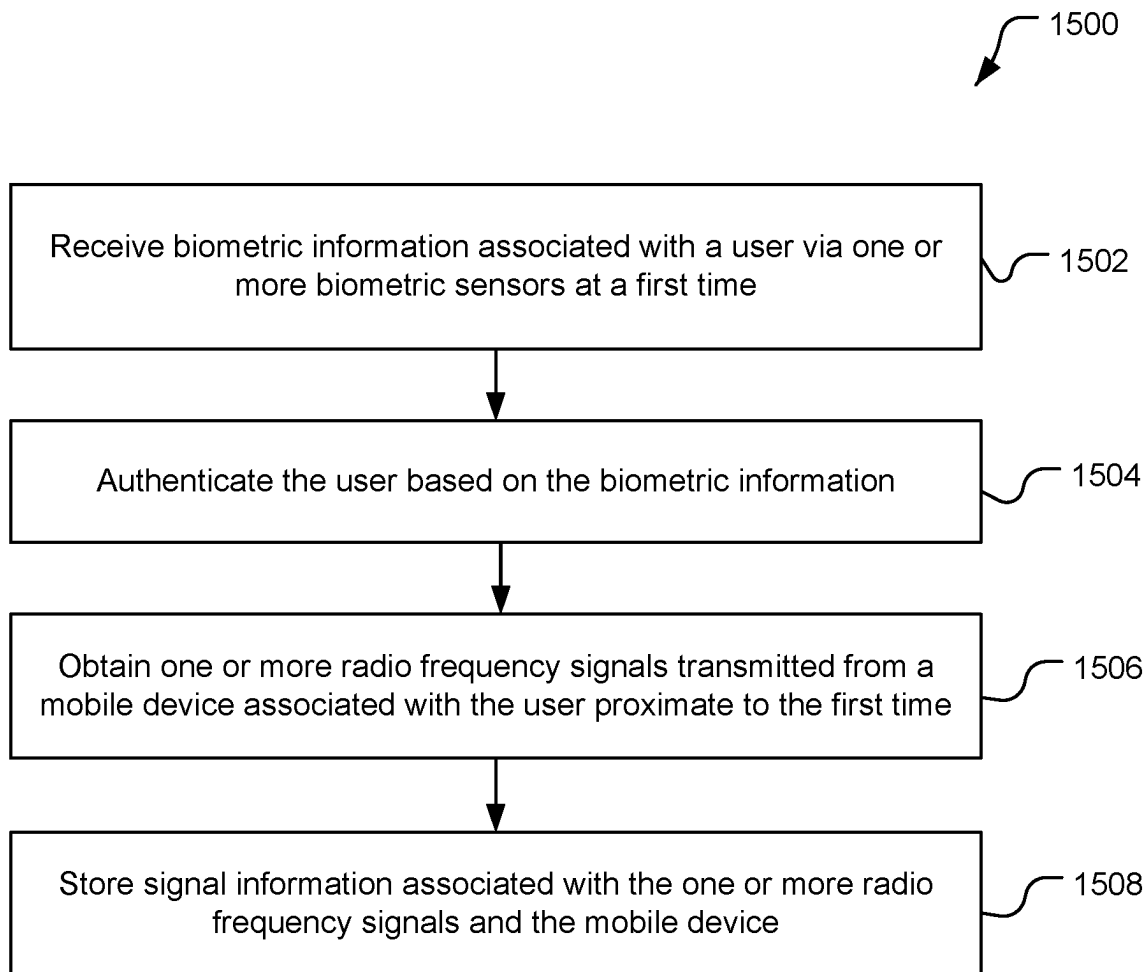 1500
Receive biometric information associated with a user via one or
more biometric sensors at a first time
1502
Authenticate the user based on the biometric information
1504
Obtain one or more radio frequency signals transmitted from a
mobile device associated with the user proximate to the first time
1506
Store signal information associated with the one or more radio
frequency signals and the mobile device
1508